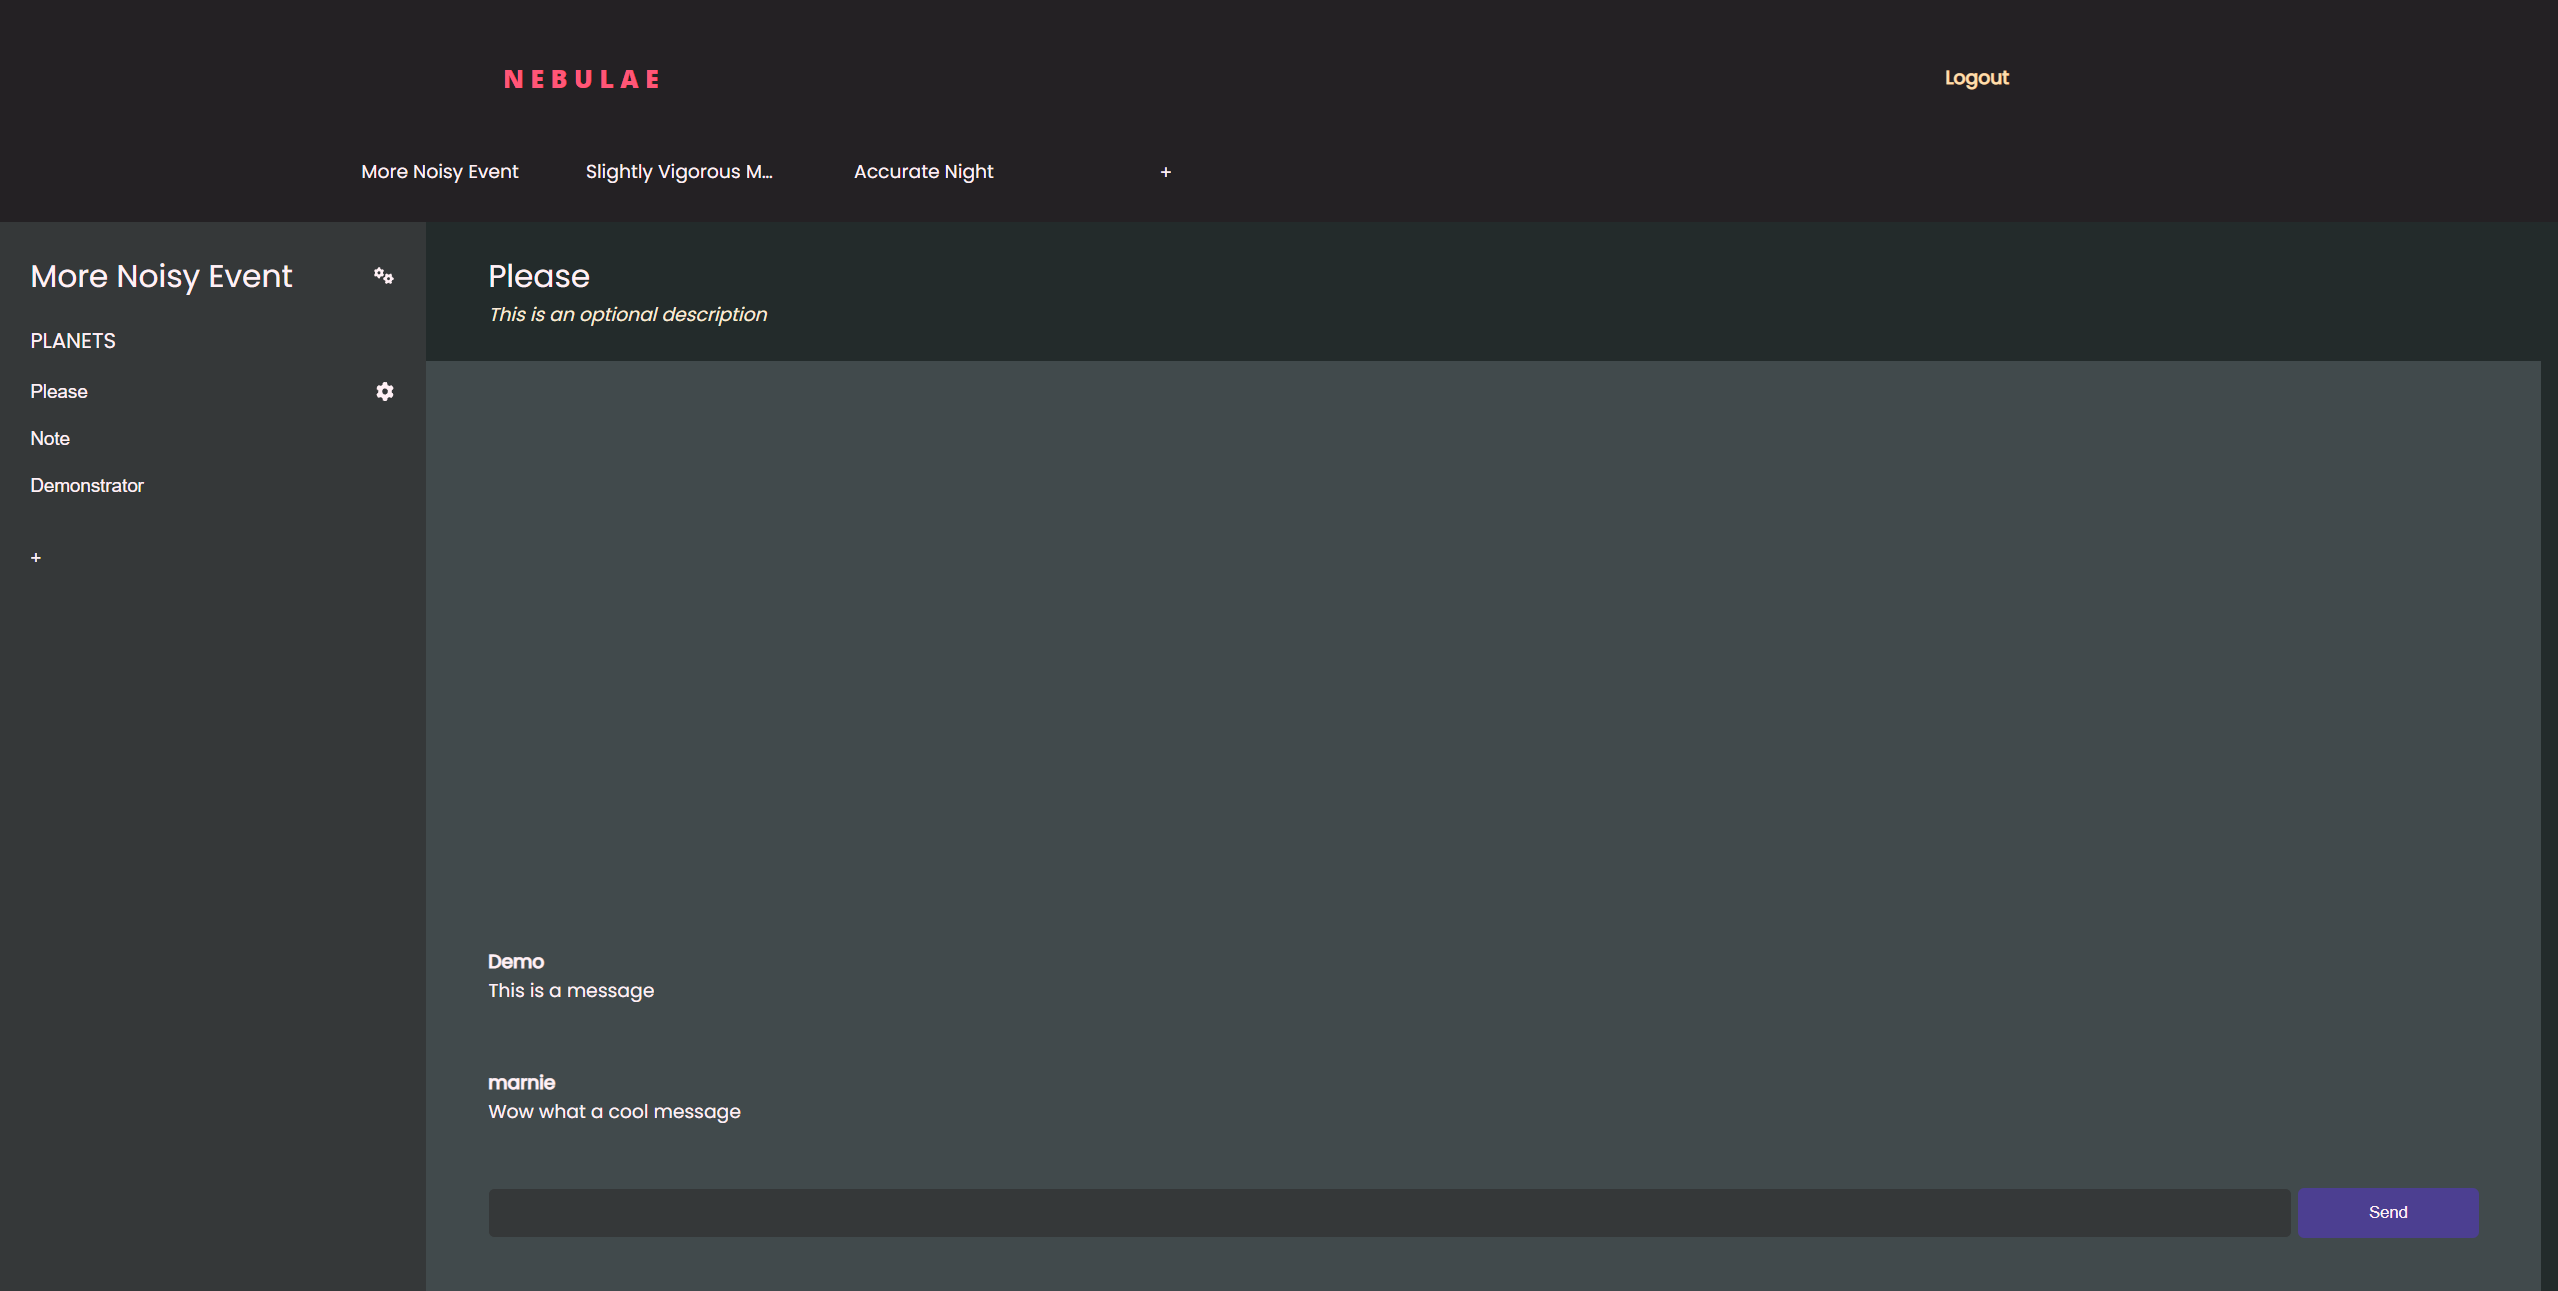 NEBULAE
Logout
More Noisy Event
Slightly Vigorous M...
Accurate Night
+
More Noisy Event
PLANETS
Please
Note
Demonstrator
+
Please
This is an optional description
Demo
This is a message
marnie
Wow what a cool message
Send